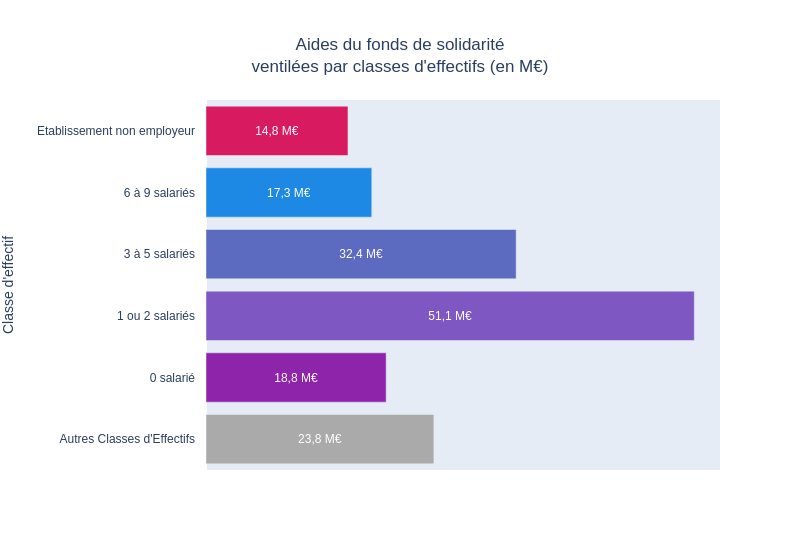 Aides du fonds de solidarité
ventilées par classes d'effectifs (en M€)
Classe d'effectif
Etablissement non employeur
14,8 M€
6 à 9 salariés
17,3 M€
3 à 5 salariés
32,4 M€
1 ou 2 salariés
51,1 M€
0 salarié
18,8 M€
Autres Classes d'Effectifs
23,8 M€